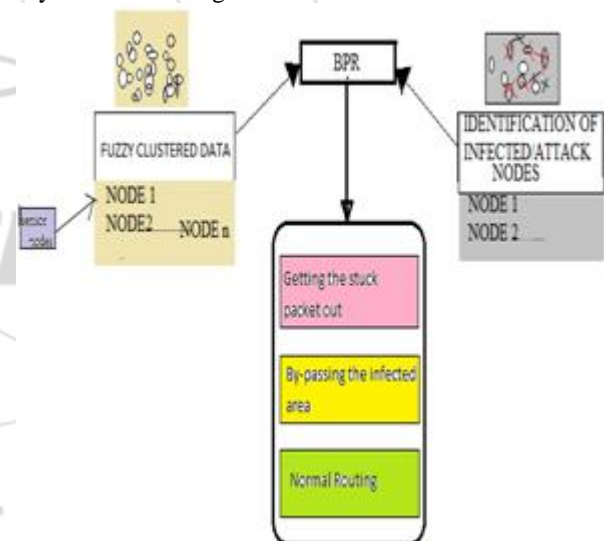 BPR
FUZZY CLUSTERED DATA
NODE 1
NODE2......NODE n
sensor
nodes
IDENTIFICATION OF
INFECTED/ATTACK
NODES
NODE 1
NODE 2 .....
Getting the stuck
packet out
By-passing the infected
area
Normal Routing